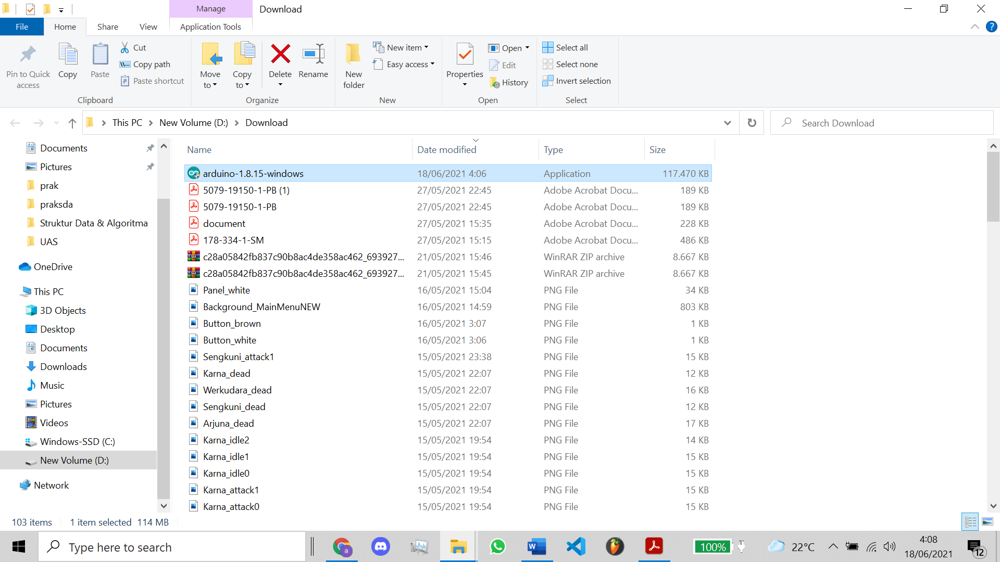 Manage
Download
File
Home
Share
View
Application Tools
Pin to Quick access
Copy
Paste
Cut
Copy path
Paste shortcut
Clipboard
Move to
Copy to
Delete
Rename
Organize
New folder
New item
Easy access
New
Properties
Open
Edit
History
Open
Select all
Select none
Invert selection
Select
This PC > New Volume (D:) > Download
Search Download
Documents
Pictures
prak
praksda
Struktur Data & Algoritma
UAS
OneDrive
This PC
3D Objects
Desktop
Documents
Downloads
Music
Pictures
Videos
Windows-SSD (C:)
New Volume (D:)
Network
Name Date modified Type Size
arduino-1.8.15-windows 18/06/2021 4:06 Application 117.470 KB
5079-19150-1-PB (1) 27/05/2021 22:45 Adobe Acrobat Docu... 189 KB
5079-19150-1-PB 27/05/2021 22:45 Adobe Acrobat Docu... 189 KB
document 27/05/2021 15:35 Adobe Acrobat Docu... 228 KB
178-334-1-SM 27/05/2021 15:15 Adobe Acrobat Docu... 486 KB
c28a05842fb837c90b8ac4de358ac462_693927... 21/05/2021 15:46 WinRAR ZIP archive 8.667 KB
c28a05842fb837c90b8ac4de358ac462_693927... 21/05/2021 15:45 WinRAR ZIP archive 8.667 KB
Panel_white 16/05/2021 15:04 PNG File 34 KB
Background_MainMenuNEW 16/05/2021 14:59 PNG File 803 KB
Button_brown 16/05/2021 3:07 PNG File 1 KB
Button_white 16/05/2021 3:06 PNG File 1 KB
Sengkuni_attack1 15/05/2021 23:38 PNG File 15 KB
Karna_dead 15/05/2021 22:07 PNG File 12 KB
Werkudara_dead 15/05/2021 22:07 PNG File 16 KB
Sengkuni_dead 15/05/2021 22:07 PNG File 12 KB
Arjuna_dead 15/05/2021 22:07 PNG File 17 KB
Karna_idle2 15/05/2021 19:54 PNG File 14 KB
Karna_idle1 15/05/2021 19:54 PNG File 15 KB
Karna_idle0 15/05/2021 19:54 PNG File 15 KB
Karna_attack1 15/05/2021 19:54 PNG File 15 KB
Karna_attack0 15/05/2021 19:54 PNG File 15 KB
103 items 1 item selected 114 MB
Type here to search
100%
22°C
4:08
18/06/2021
12